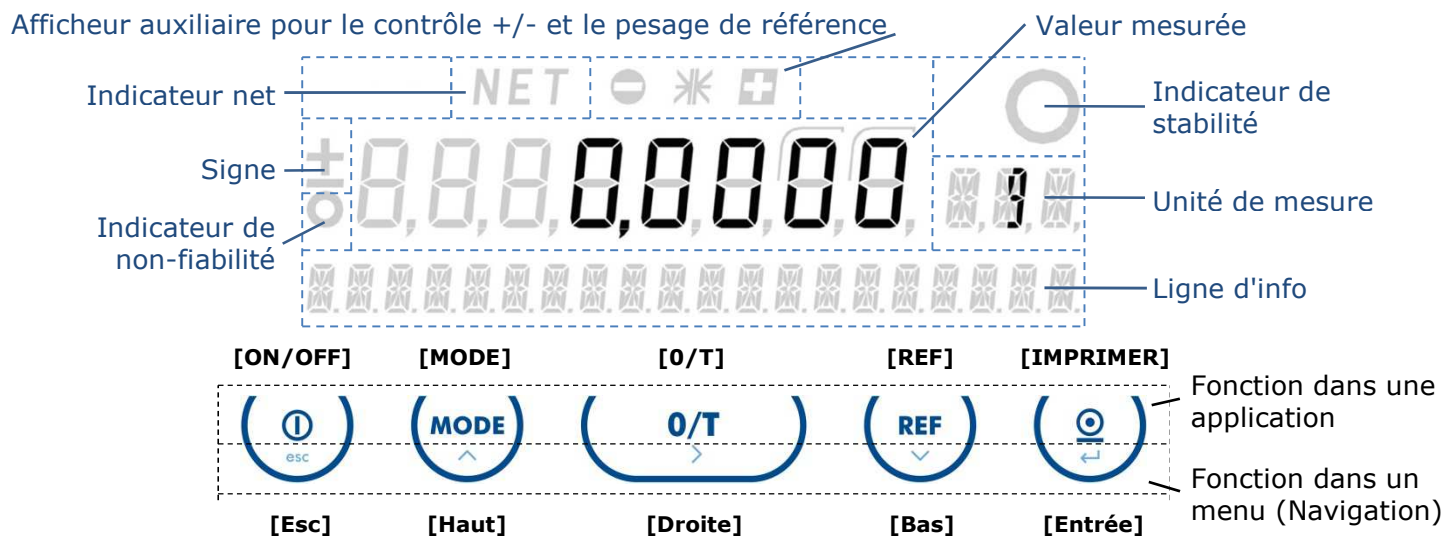 Afficheur auxiliaire pour le contrôle +/- et le pesage de référence
Valeur mesurée
Indicateur net
NET
Indicateur de
stabilité
Signe
0,0000
Unité de mesure
Indicateur de
non-fiabilité
Ligne d'info
[ON/OFF] [MODE] [0/T] [REF] [IMPRIMER]
Fonction dans une
application
MODE 0/T REF
esc
Fonction dans un
menu (Navigation)
[Esc] [Haut] [Droite] [Bas] [Entrée]